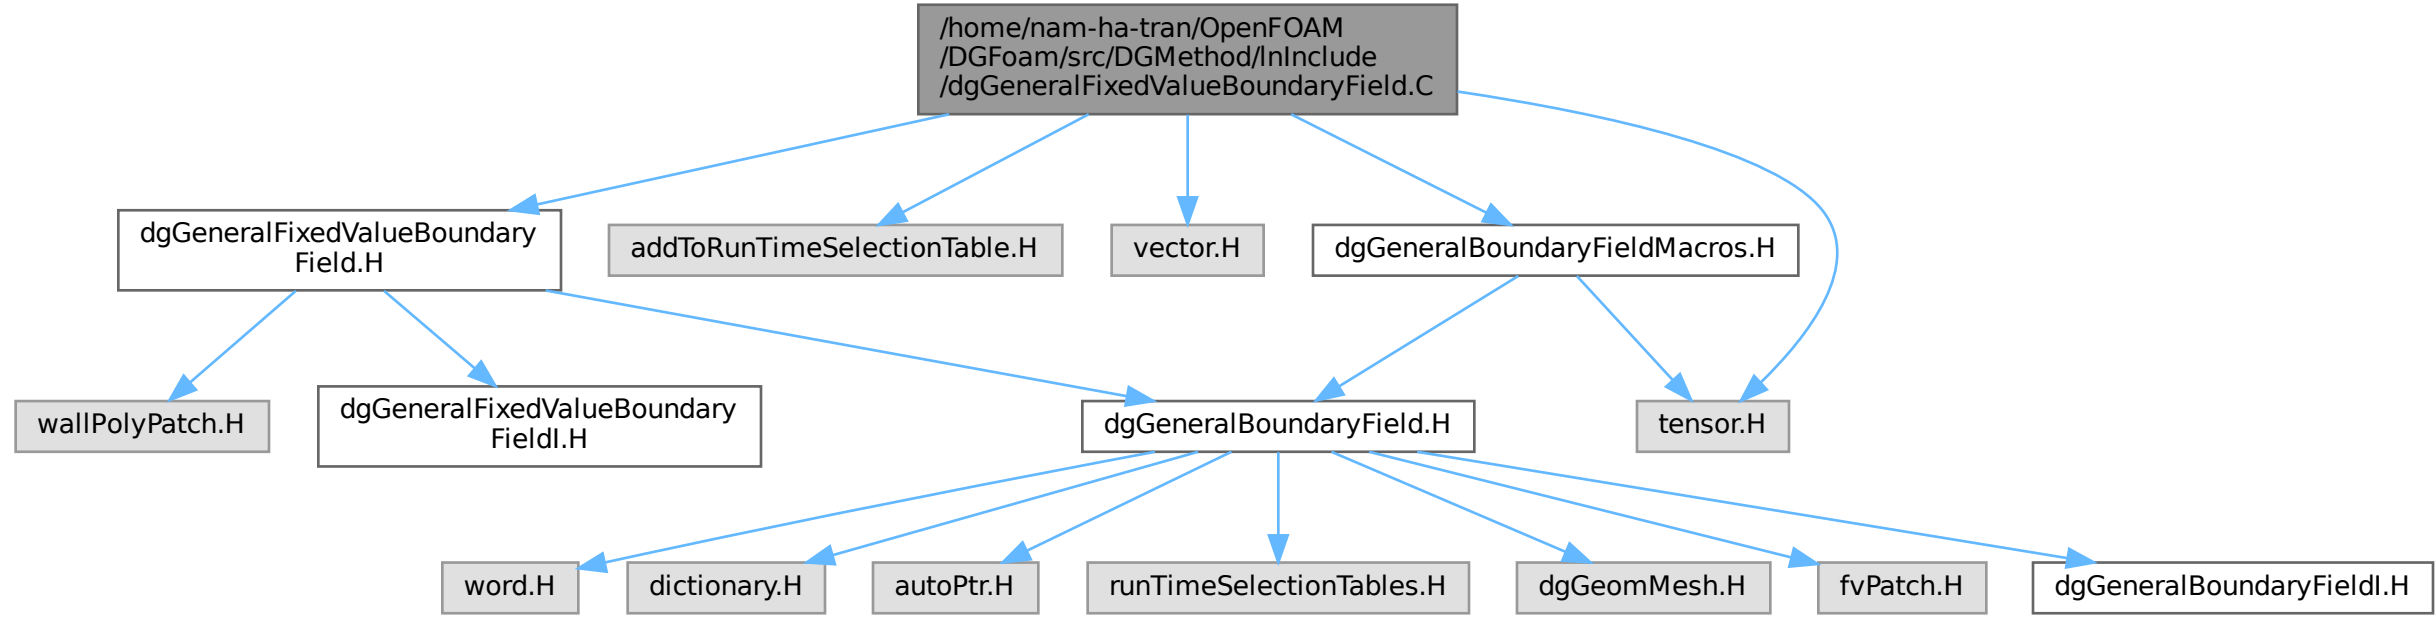 /home/nam-ha-tran/OpenFOAM
/DGFoam/src/DGMethod/lnInclude
/dgGeneralFixedValueBoundaryField.C
dgGeneralFixedValueBoundary
Field.H
addToRunTimeSelectionTable.H
vector.H
dgGeneralBoundaryFieldMacros.H
wallPolyPatch.H
dgGeneralFixedValueBoundary
FieldI.H
dgGeneralBoundaryField.H
tensor.H
word.H
dictionary.H
autoPtr.H
runTimeSelectionTables.H
dgGeomMesh.H
fvPatch.H
dgGeneralBoundaryFieldI.H